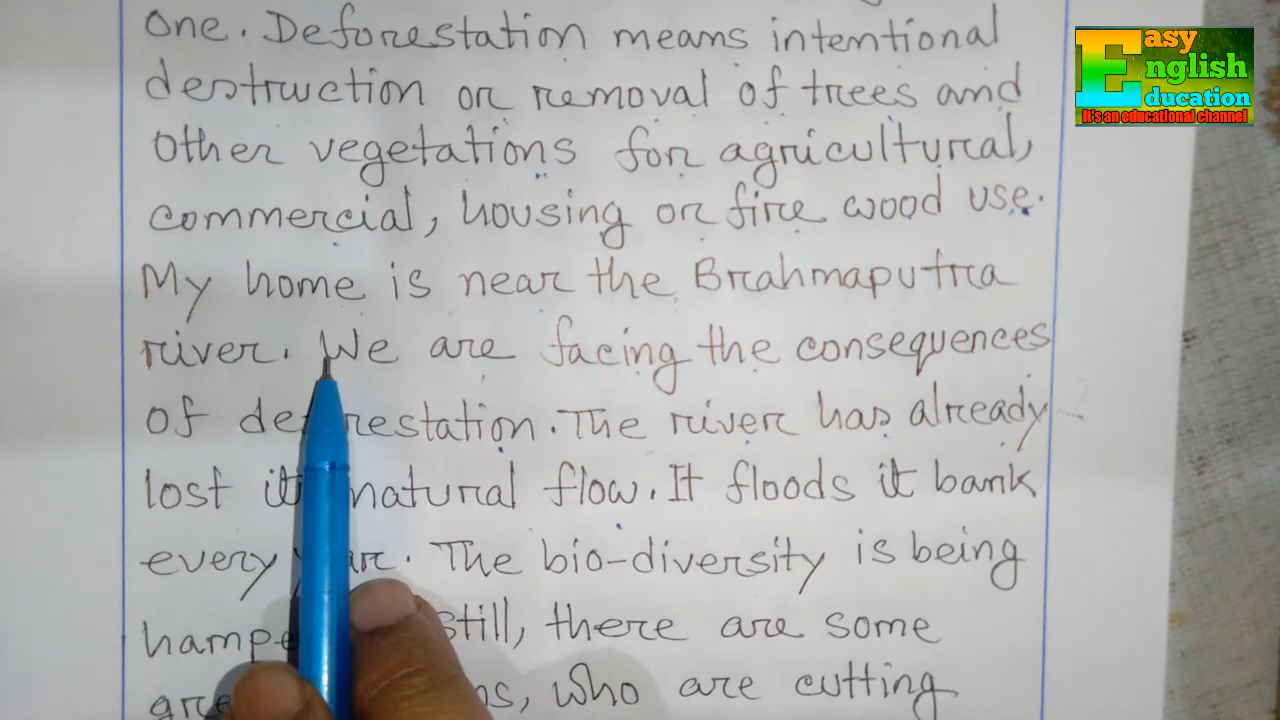 one. Deforestation means intentional
destruction or removal of trees and
other vegetations for agricultural,
commercial, housing or fire wood use.
My home is near the Brahmaputra
river. We are facing the consequences
of restation. The river has already
lost natural flow. It floods it bank
every The bio-diversity is being
still, there are some
who are cutting
Easy
English
Education
It's an educational channel